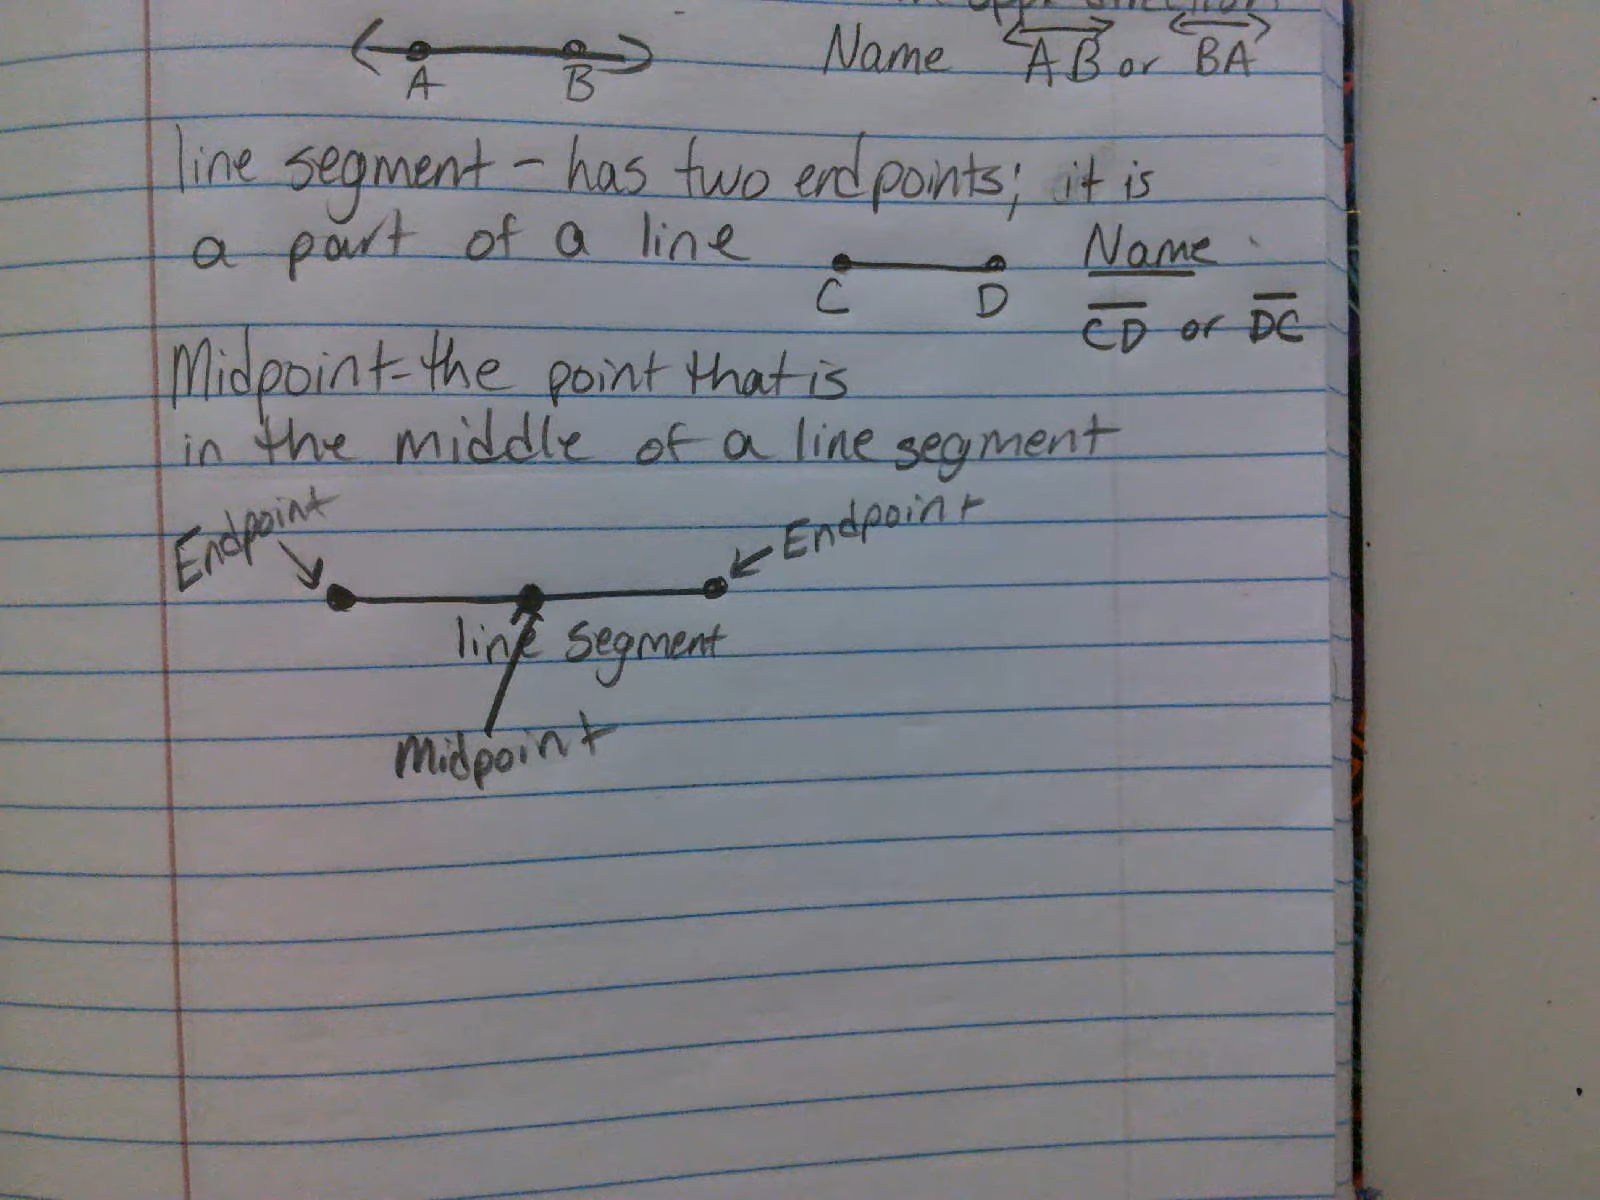 A B
Name AB or BA
line segment - has two endpoints; it is
a part of a line
C D
Name
CD or DC
Midpoint - the point that is
in the middle of a line segment
Endpoint
Endpoint
line segment
Midpoint